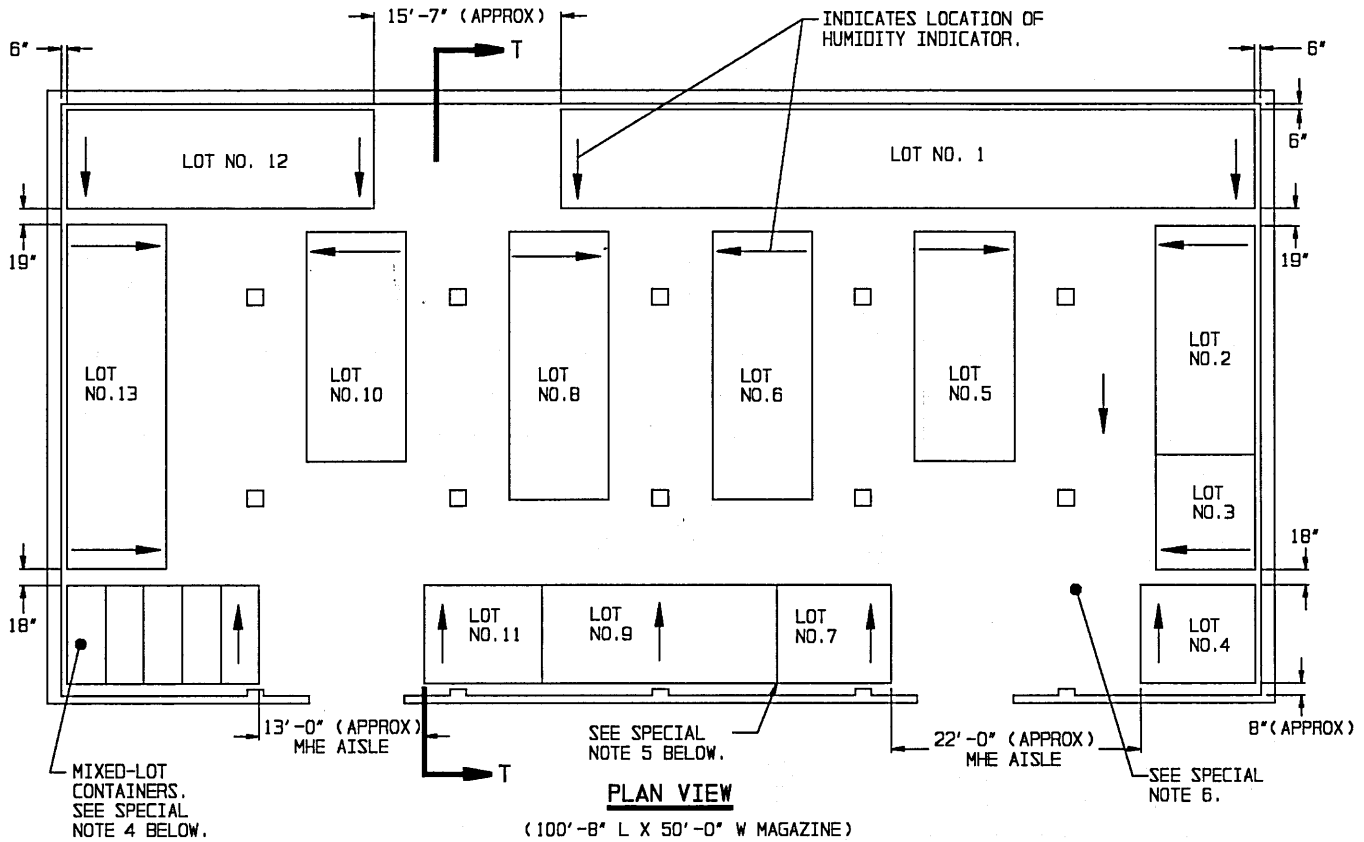 15'-7" (APPROX)
INDICATES LOCATION OF
HUMIDITY INDICATOR.
6"
T
6"
6"
LOT NO. 12
LOT NO. 1
19"
19"
LOT
NO.13
LOT
NO.10
LOT
NO.8
LOT
NO.6
LOT
NO.5
LOT
NO.2
LOT
NO.3
18"
18"
LOT
NO.11
LOT
NO.9
LOT
NO.7
LOT
NO.4
13'-0" (APPROX)
MHE AISLE
SEE SPECIAL
NOTE 5 BELOW.
22'-0" (APPROX)
MHE AISLE
8"(APPROX)
MIXED-LOT
CONTAINERS.
SEE SPECIAL
NOTE 4 BELOW.
T
SEE SPECIAL
NOTE 6.
PLAN VIEW
(100'-8" L X 50'-0" W MAGAZINE)